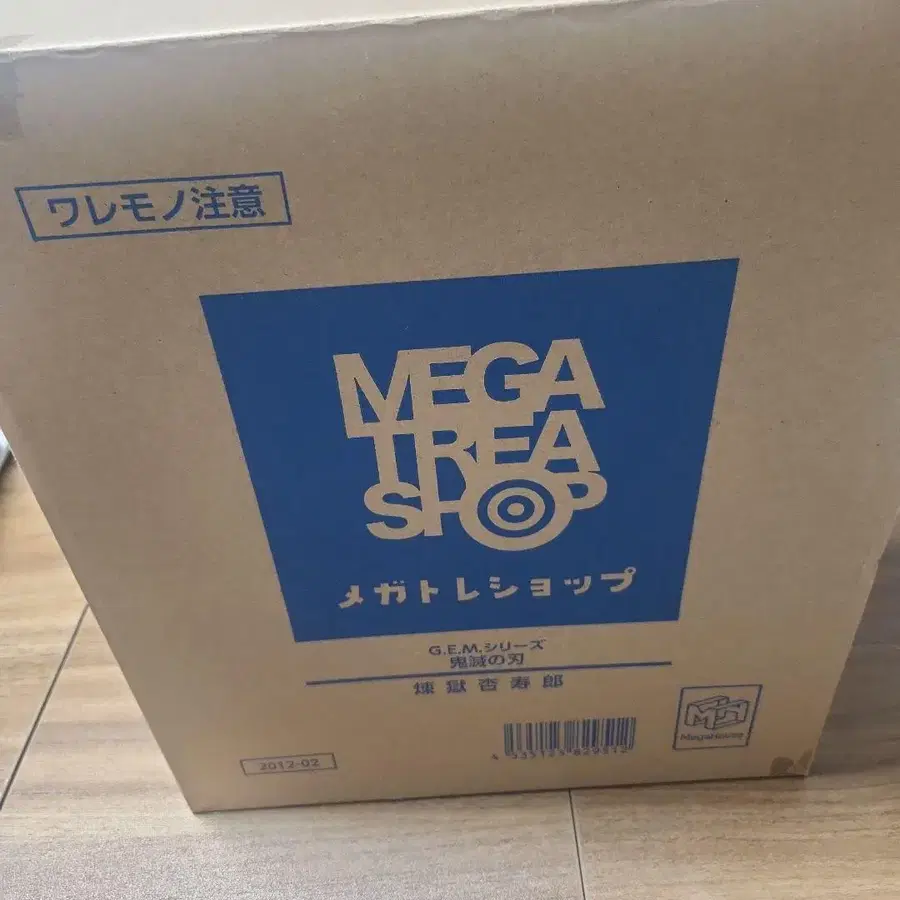 ワレモノ注意
MEGA
TREA
SHOP
メガトレショップ
G.E.M.シリーズ
鬼滅の刃
煉獄杏寿郎
MegaHouse
2012-02